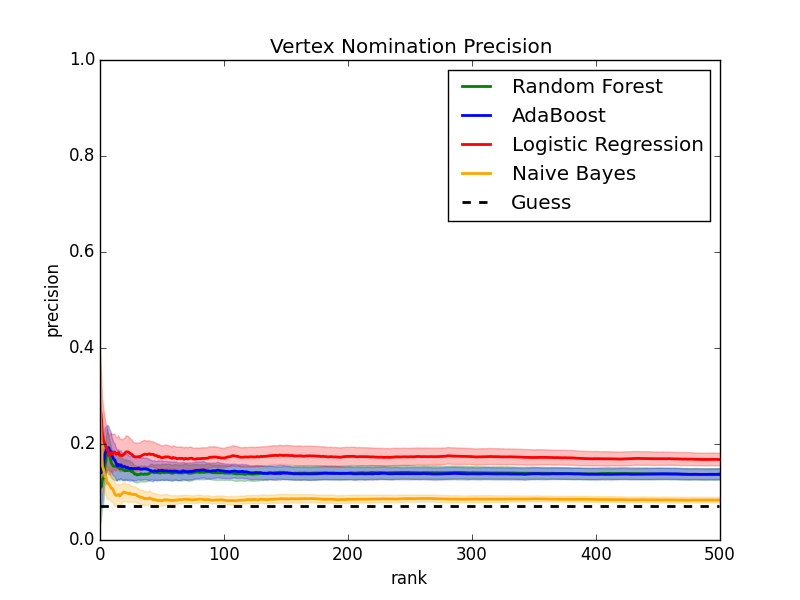 Vertex Nomination Precision
1.0
0.8
0.6
0.4
0.2
0.0
precision
Random Forest
AdaBoost
Logistic Regression
Naive Bayes
Guess
0 100 200 300 400 500
rank